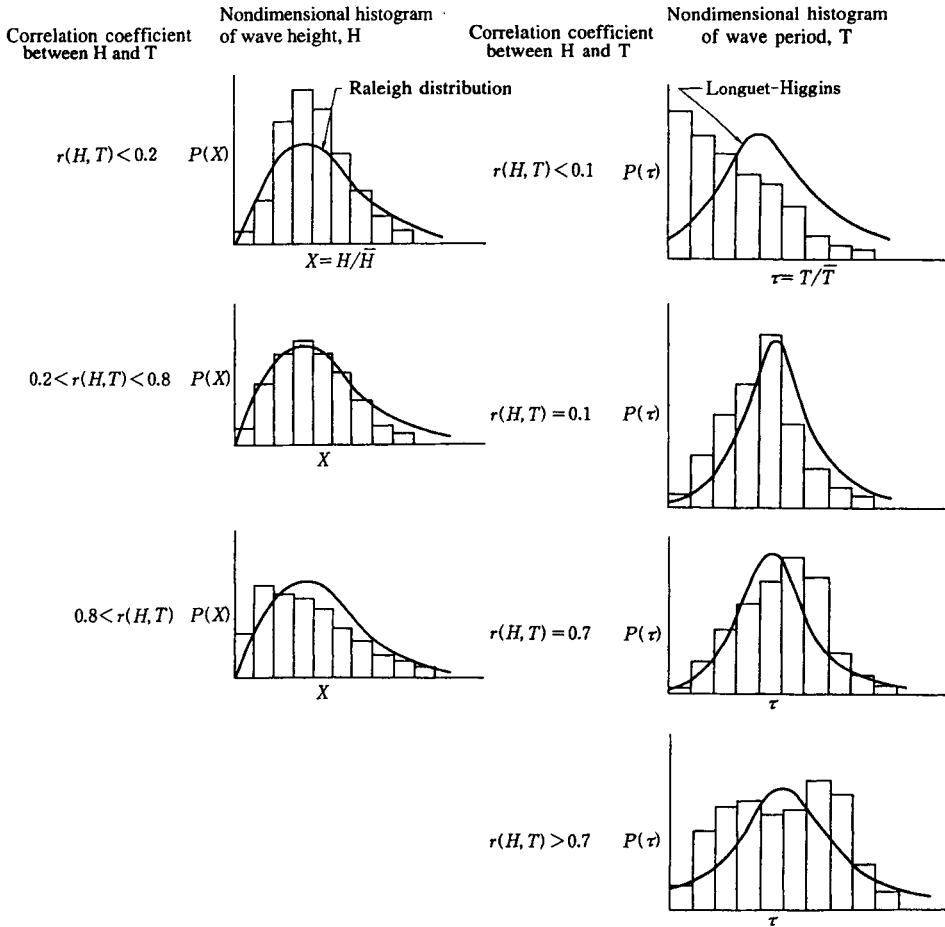 Correlation coefficient
between H and T
Nondimensional histogram
of wave height, H
Correlation coefficient
between H and T
Nondimensional histogram
of wave period, T
Raleigh distribution
r(H, T) < 0.2
P(X)
X = H/H̅
0.2 < r(H, T) < 0.8
P(X)
X
0.8 < r(H, T)
P(X)
X
Longuet-Higgins
r(H, T) < 0.1
P(τ)
τ = T/T̅
r(H, T) = 0.1
P(τ)
r(H, T) = 0.7
P(τ)
τ
r(H, T) > 0.7
P(τ)
τ